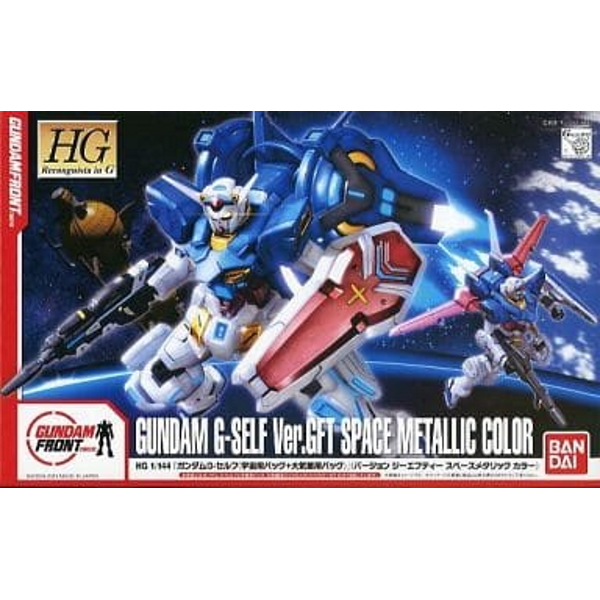 GUNDAM FRONT TOKYO
HG
Reconguista in G
GUNDAM
FRONT TOKYO
GUNDAM G-SELF Ver.GFT SPACE METALLIC COLOR
HG 1/144 「ガンダムG-セルフ(宇宙用パック+大気圏用パック)」(バージョン ジーエフティー スペースメタリック カラー)
BAN
DAI